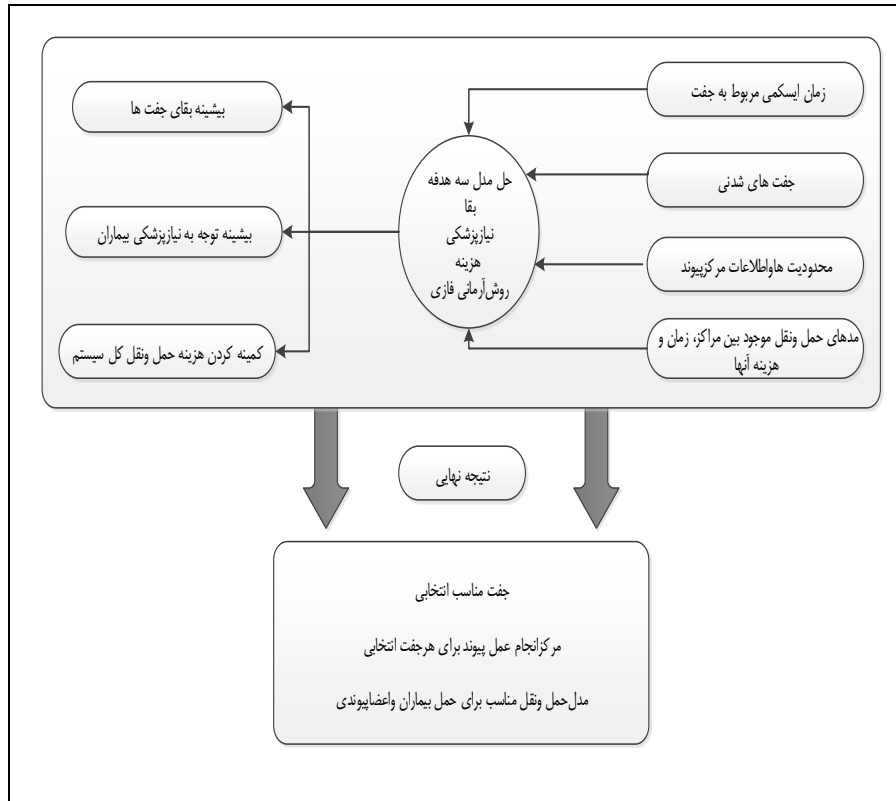 زمان ایسکمی مربوط به جفت
جفت های شدنی
محدودیت هاواطلاعات مرکزپیوند
مدهای حمل ونقل موجود بین مراکز، زمان و
هزینه آنها
حل مدل سه هدفه
بقا
نیازپزشکی
هزینه
روش‌آرمانی فازی
بیشینه بقای جفت ها
بیشینه توجه به نیازپزشکی بیماران
کمینه کردن هزینه حمل ونقل کل سیستم
نتیجه نهایی
جفت مناسب انتخابی
مرکزانجام عمل پیوند برای هرجفت انتخابی
مدل‌حمل ونقل مناسب برای حمل بیماران واعضاپیوندی